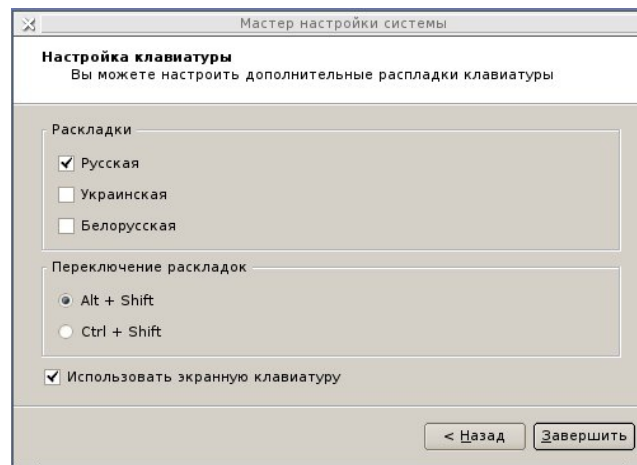 Мастер настройки системы
Настройка клавиатуры
Вы можете настроить дополнительные распладки клавиатуры
Раскладки
Русская
Украинская
Белорусская
Переключение раскладок
Alt + Shift
Ctrl + Shift
Использовать экранную клавиатуру
< Назад Завершить